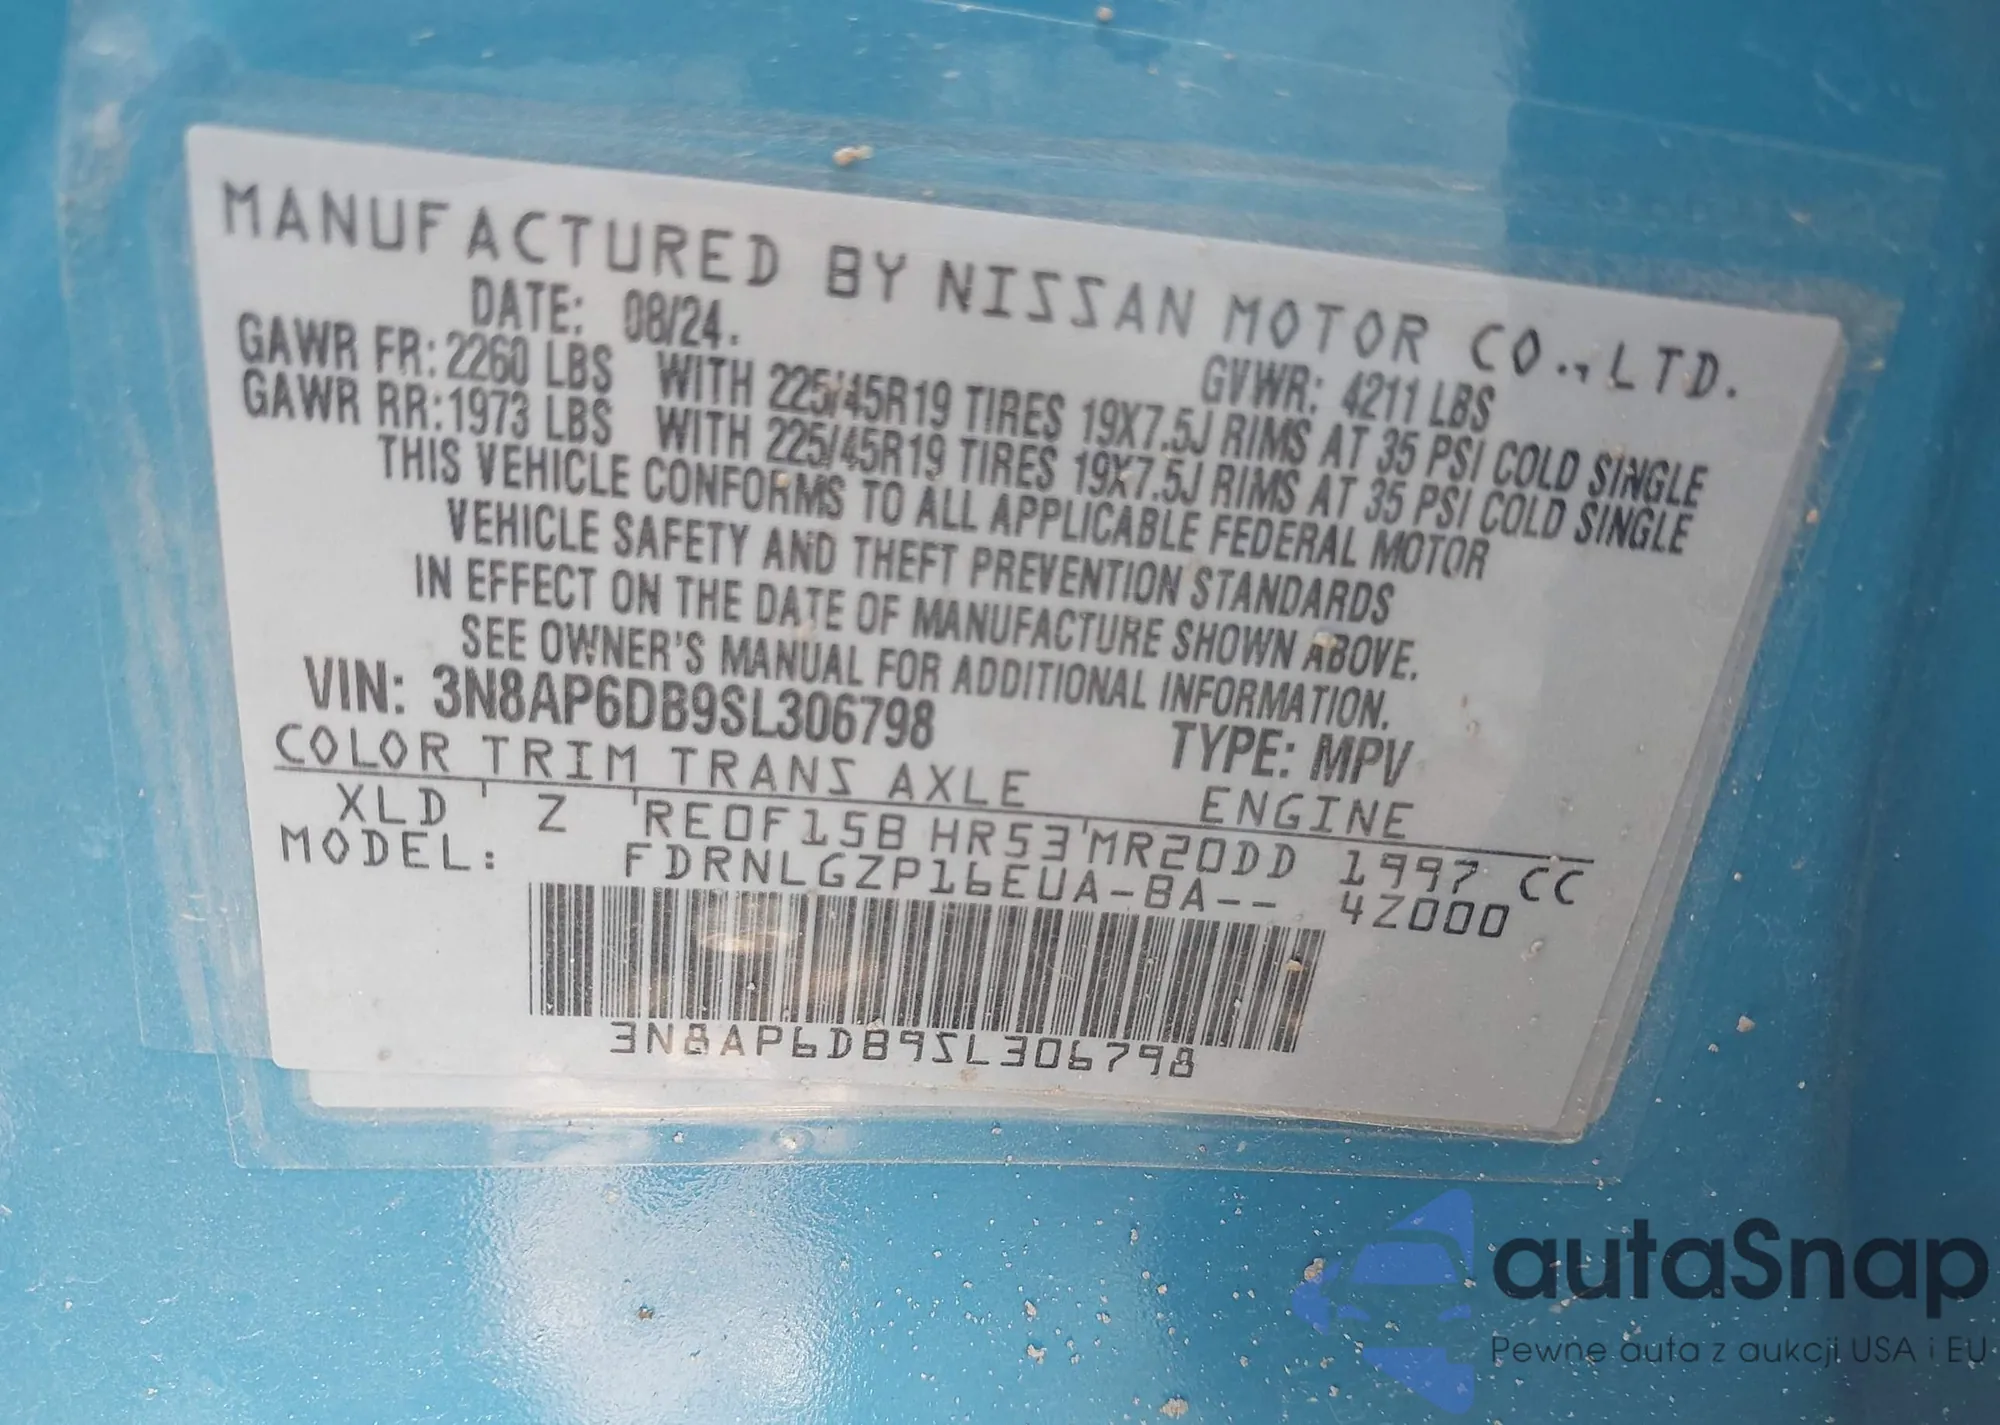 MANUFACTURED BY NISSAN MOTOR CO., LTD.
DATE: 08/24. GVWR: 4211 LBS
GAWR FR: 2260 LBS WITH 225/45R19 TIRES 19X7.5J RIMS AT 35 PSI COLD SINGLE
GAWR RR: 1973 LBS WITH 225/45R19 TIRES 19X7.5J RIMS AT 35 PSI COLD SINGLE
THIS VEHICLE CONFORMS TO ALL APPLICABLE FEDERAL MOTOR
VEHICLE SAFETY AND THEFT PREVENTION STANDARDS
IN EFFECT ON THE DATE OF MANUFACTURE SHOWN ABOVE.
SEE OWNER'S MANUAL FOR ADDITIONAL INFORMATION.
VIN: 3N8AP6DB9SL306798 TYPE: MPV
COLOR TRIM TRANS AXLE ENGINE
XLD Z RE0F15B HR53 MR20DD 1997 CC
MODEL: FDRNLGZP16EUA-BA-- 4Z000
3N8AP6DB9SL306798
autaSnap
Pewne auta z aukcji USA i EU